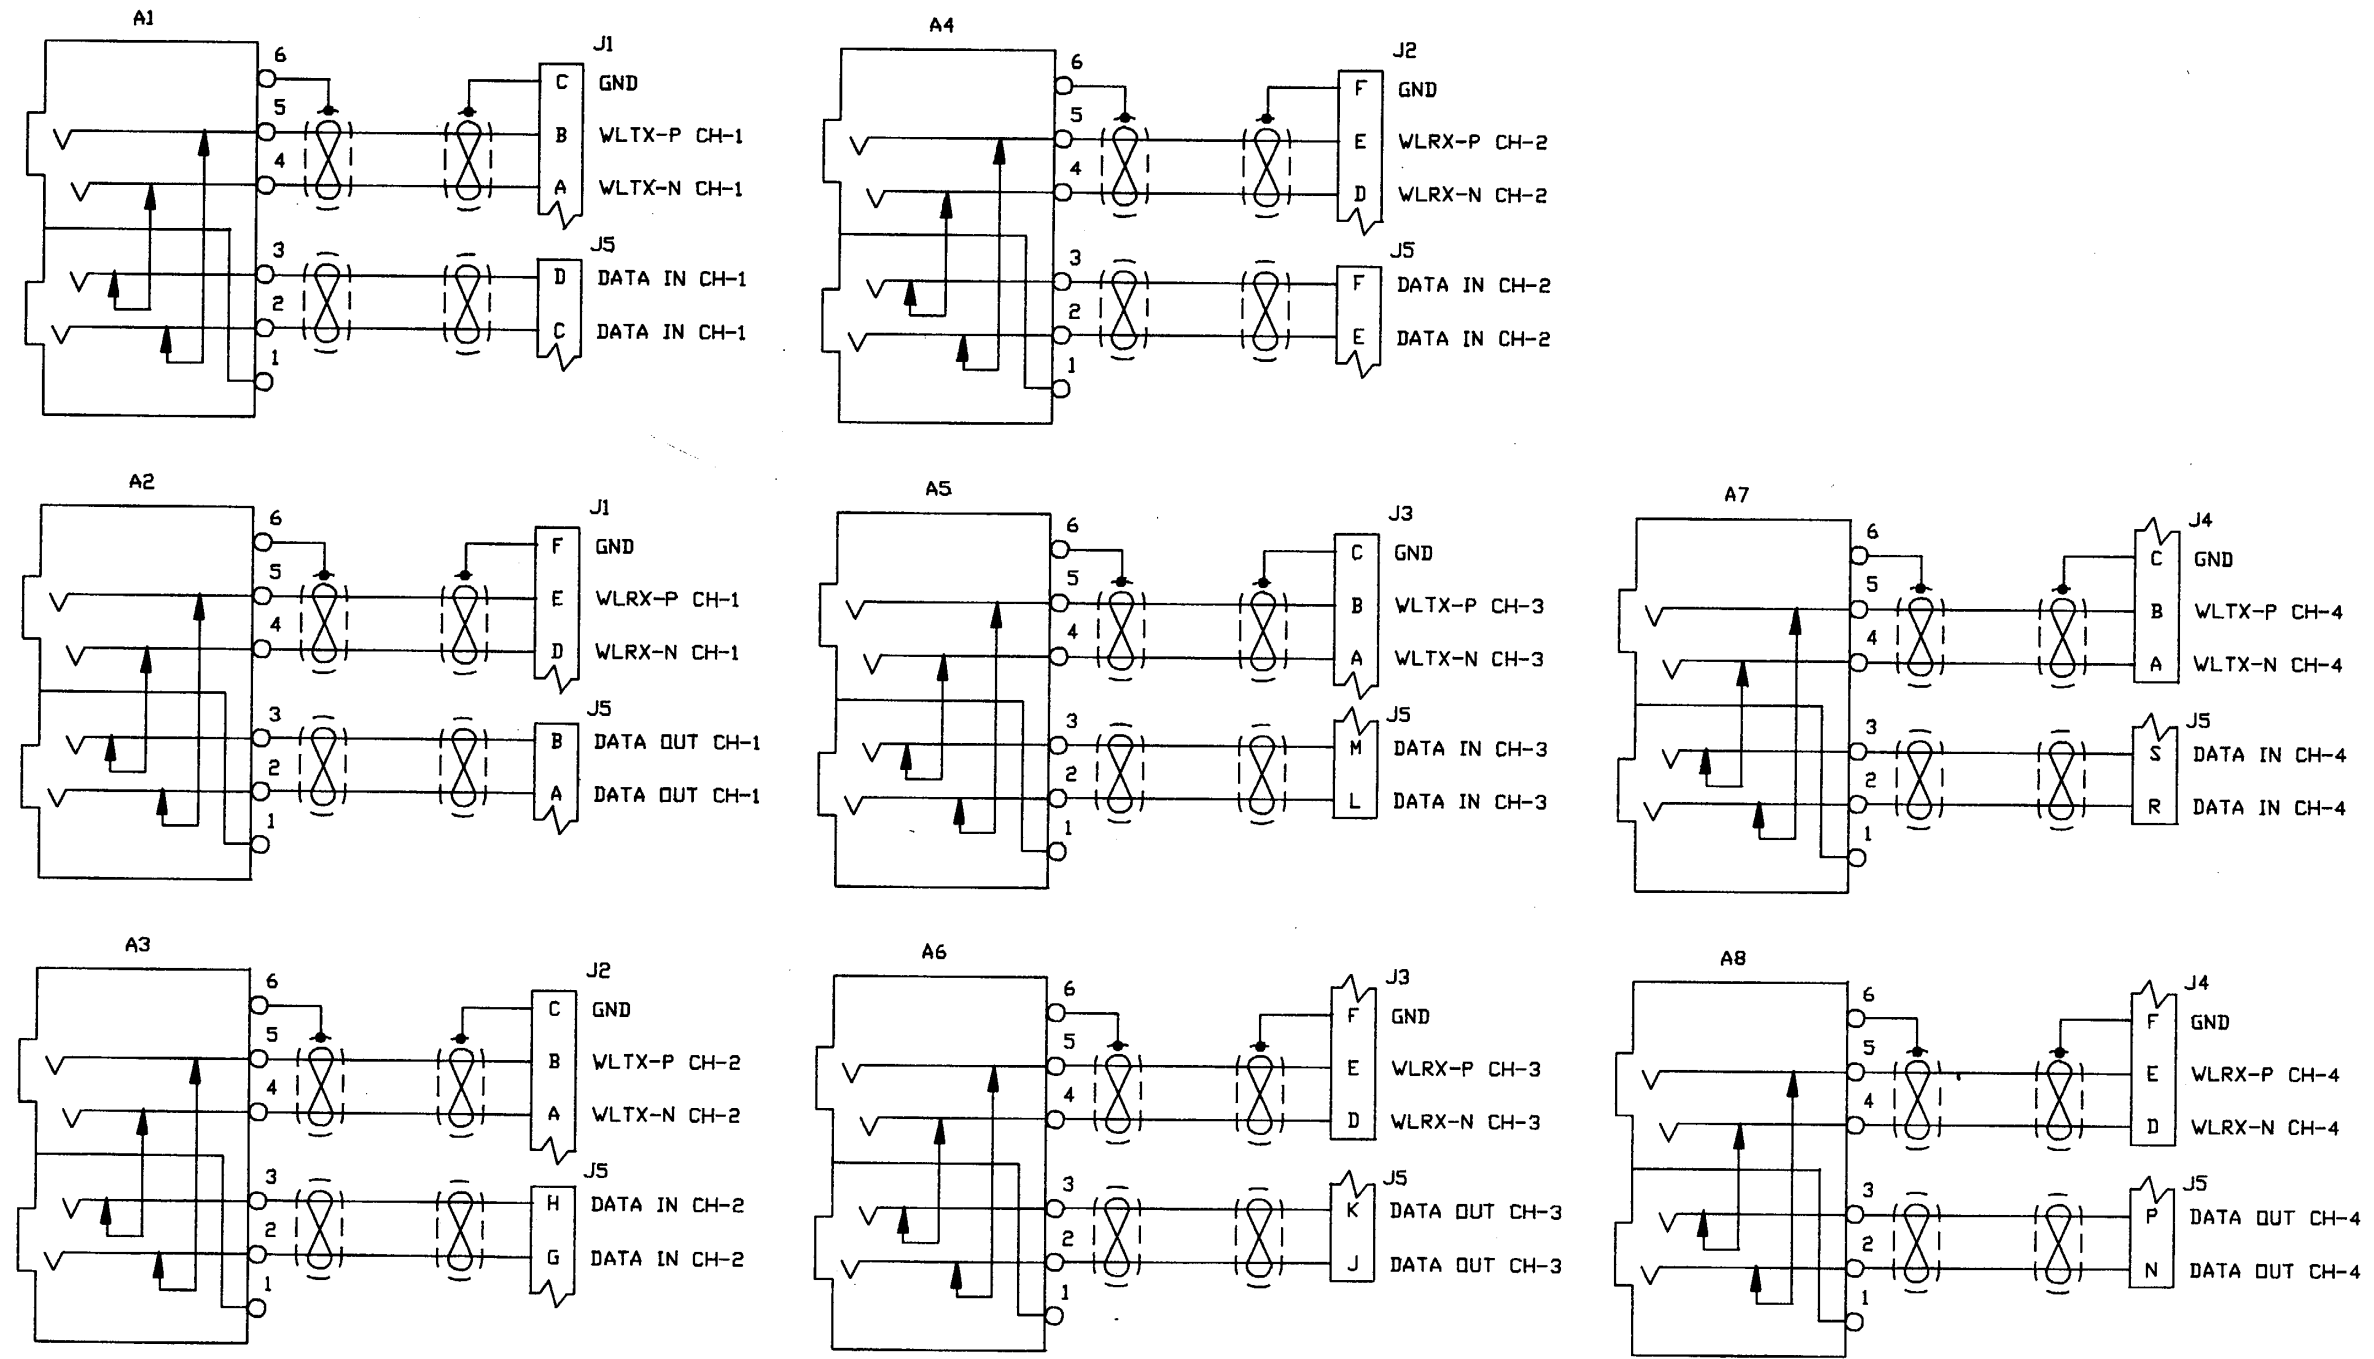 A1
6
J1
C GND
5
B WLTX-P CH-1
4
A WLTX-N CH-1
3
J5
D DATA IN CH-1
2
C DATA IN CH-1
1
A4
6
J2
F GND
5
E WLRX-P CH-2
4
D WLRX-N CH-2
3
J5
F DATA IN CH-2
2
E DATA IN CH-2
1
A2
6
J1
F GND
5
E WLRX-P CH-1
4
D WLRX-N CH-1
3
J5
B DATA OUT CH-1
2
A DATA OUT CH-1
1
A5
6
J3
C GND
5
B WLTX-P CH-3
4
A WLTX-N CH-3
3
J5
M DATA IN CH-3
2
L DATA IN CH-3
1
A7
6
J4
C GND
5
B WLTX-P CH-4
4
A WLTX-N CH-4
3
J5
S DATA IN CH-4
2
R DATA IN CH-4
1
A3
6
J2
C GND
5
B WLTX-P CH-2
4
A WLTX-N CH-2
3
J5
H DATA IN CH-2
2
G DATA IN CH-2
1
A6
6
J3
F GND
5
E WLRX-P CH-3
4
D WLRX-N CH-3
3
J5
K DATA OUT CH-3
2
J DATA OUT CH-3
1
A8
6
J4
F GND
5
E WLRX-P CH-4
4
D WLRX-N CH-4
3
J5
P DATA OUT CH-4
2
N DATA OUT CH-4
1